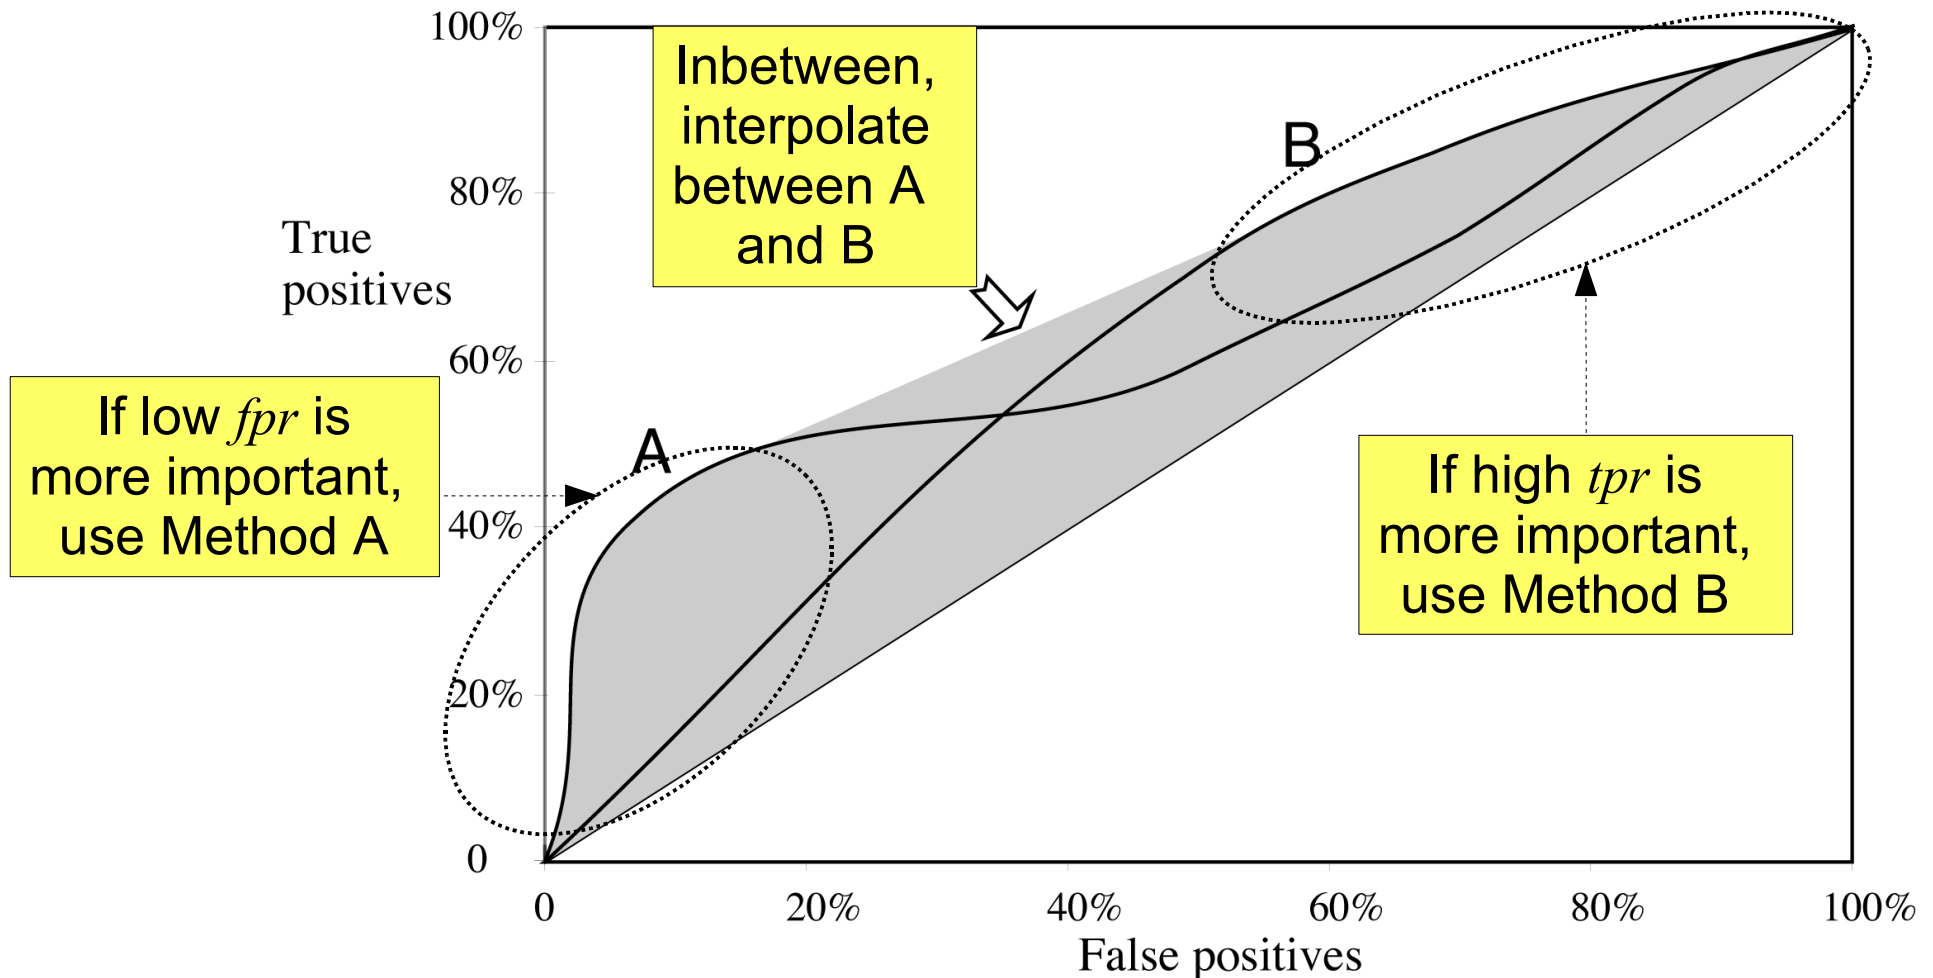 100%
80%
60%
40%
20%
0
True
positives
Inbetween,
interpolate
between A
and B
B
A
If low fpr is
more important,
use Method A
If high tpr is
more important,
use Method B
0
20%
40%
60%
80%
100%
False positives